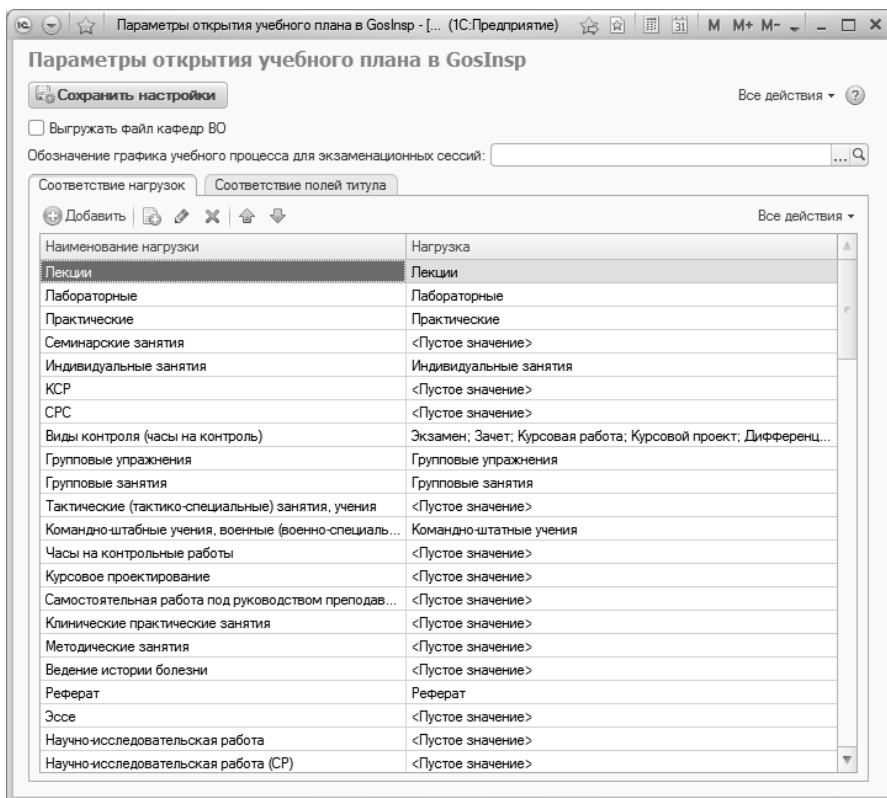 1С Параметры открытия учебного плана в GosInsp - [... (1С:Предприятие) 31 M M+ M-
Параметры открытия учебного плана в GosInsp
Сохранить настройки Все действия ?
Выгружать файл кафедр ВО
Обозначение графика учебного процесса для экзаменационных сессий: ...
Соответствие нагрузок Соответствие полей титула
Добавить Все действия
Наименование нагрузки Нагрузка
Лекции Лекции
Лабораторные Лабораторные
Практические Практические
Семинарские занятия <Пустое значение>
Индивидуальные занятия Индивидуальные занятия
КСР <Пустое значение>
СРС <Пустое значение>
Виды контроля (часы на контроль) Экзамен; Зачет; Курсовая работа; Курсовой проект; Дифференц...
Групповые упражнения Групповые упражнения
Групповые занятия Групповые занятия
Тактические (тактико-специальные) занятия, учения <Пустое значение>
Командно-штабные учения, военные (военно-специаль... Командно-штатные учения
Часы на контрольные работы <Пустое значение>
Курсовое проектирование <Пустое значение>
Самостоятельная работа под руководством преподав... <Пустое значение>
Клинические практические занятия <Пустое значение>
Методические занятия <Пустое значение>
Ведение истории болезни <Пустое значение>
Реферат Реферат
Эссе <Пустое значение>
Научно-исследовательская работа <Пустое значение>
Научно-исследовательская работа (СР) <Пустое значение>